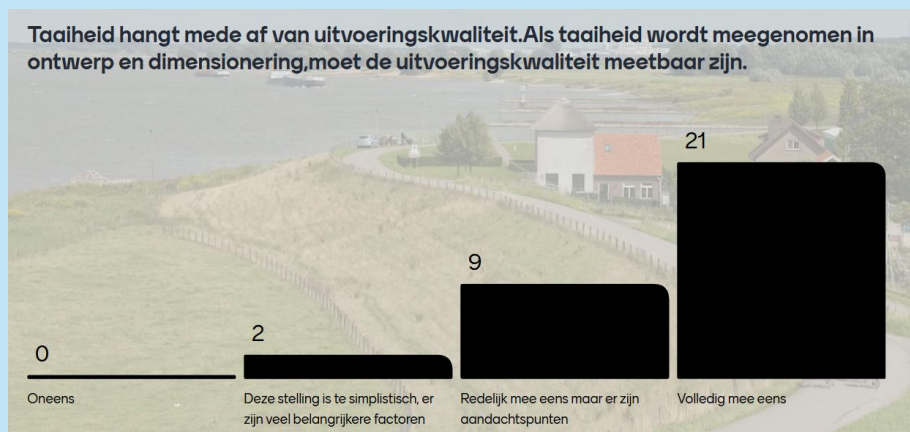 Taaiheid hangt mede af van uitvoeringskwaliteit.Als taaiheid wordt meegenomen in
ontwerp en dimensionering,moet de uitvoeringskwaliteit meetbaar zijn.
0
2
9
21
Oneens
Deze stelling is te simplistisch, er
zijn veel belangrijkere factoren
Redelijk mee eens maar er zijn
aandachtspunten
Volledig mee eens